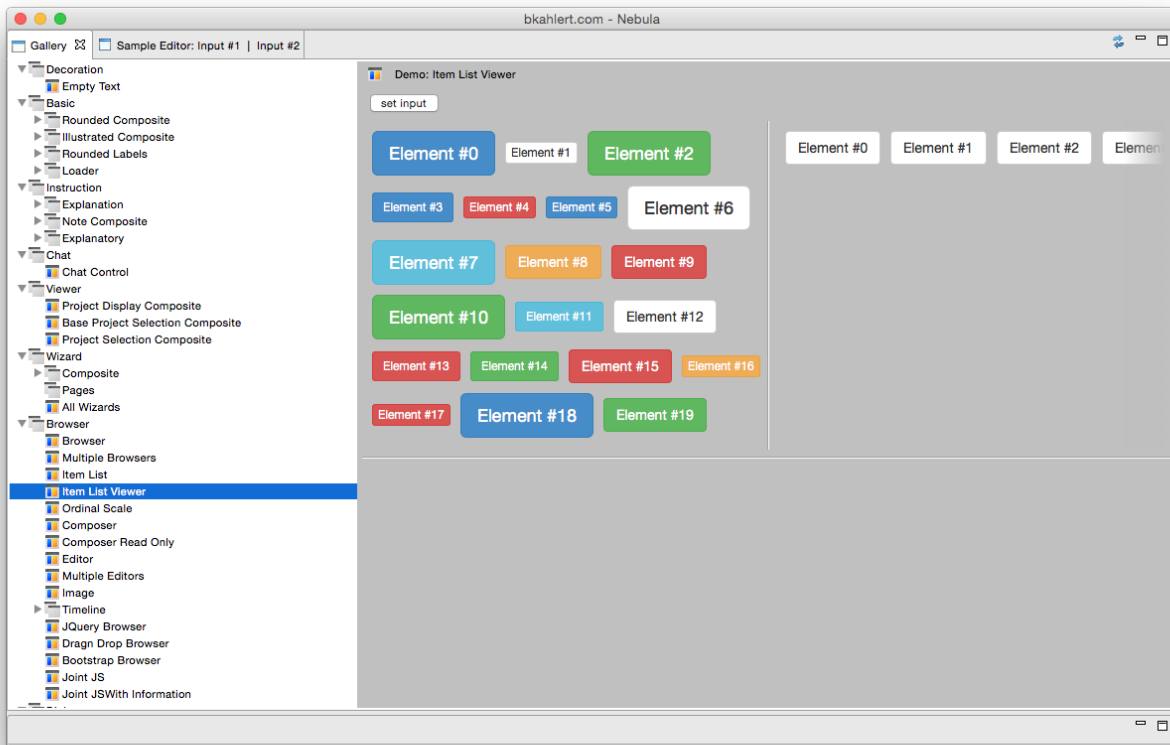 bkahlert.com - Nebula
Gallery
Sample Editor: Input #1 | Input #2
Decoration
Empty Text
Basic
Rounded Composite
Illustrated Composite
Rounded Labels
Loader
Instruction
Explanation
Note Composite
Explanatory
Chat
Chat Control
Viewer
Project Display Composite
Base Project Selection Composite
Project Selection Composite
Wizard
Composite
Pages
All Wizards
Browser
Browser
Multiple Browsers
Item List
Item List Viewer
Ordinal Scale
Composer
Composer Read Only
Editor
Multiple Editors
Image
Timeline
JQuery Browser
Dragn Drop Browser
Bootstrap Browser
Joint JS
Joint JSWith Information
Demo: Item List Viewer
set input
Element #0 Element #1 Element #2
Element #3 Element #4 Element #5 Element #6
Element #7 Element #8 Element #9
Element #10 Element #11 Element #12
Element #13 Element #14 Element #15 Element #16
Element #17 Element #18 Element #19
Element #0 Element #1 Element #2 Elemen